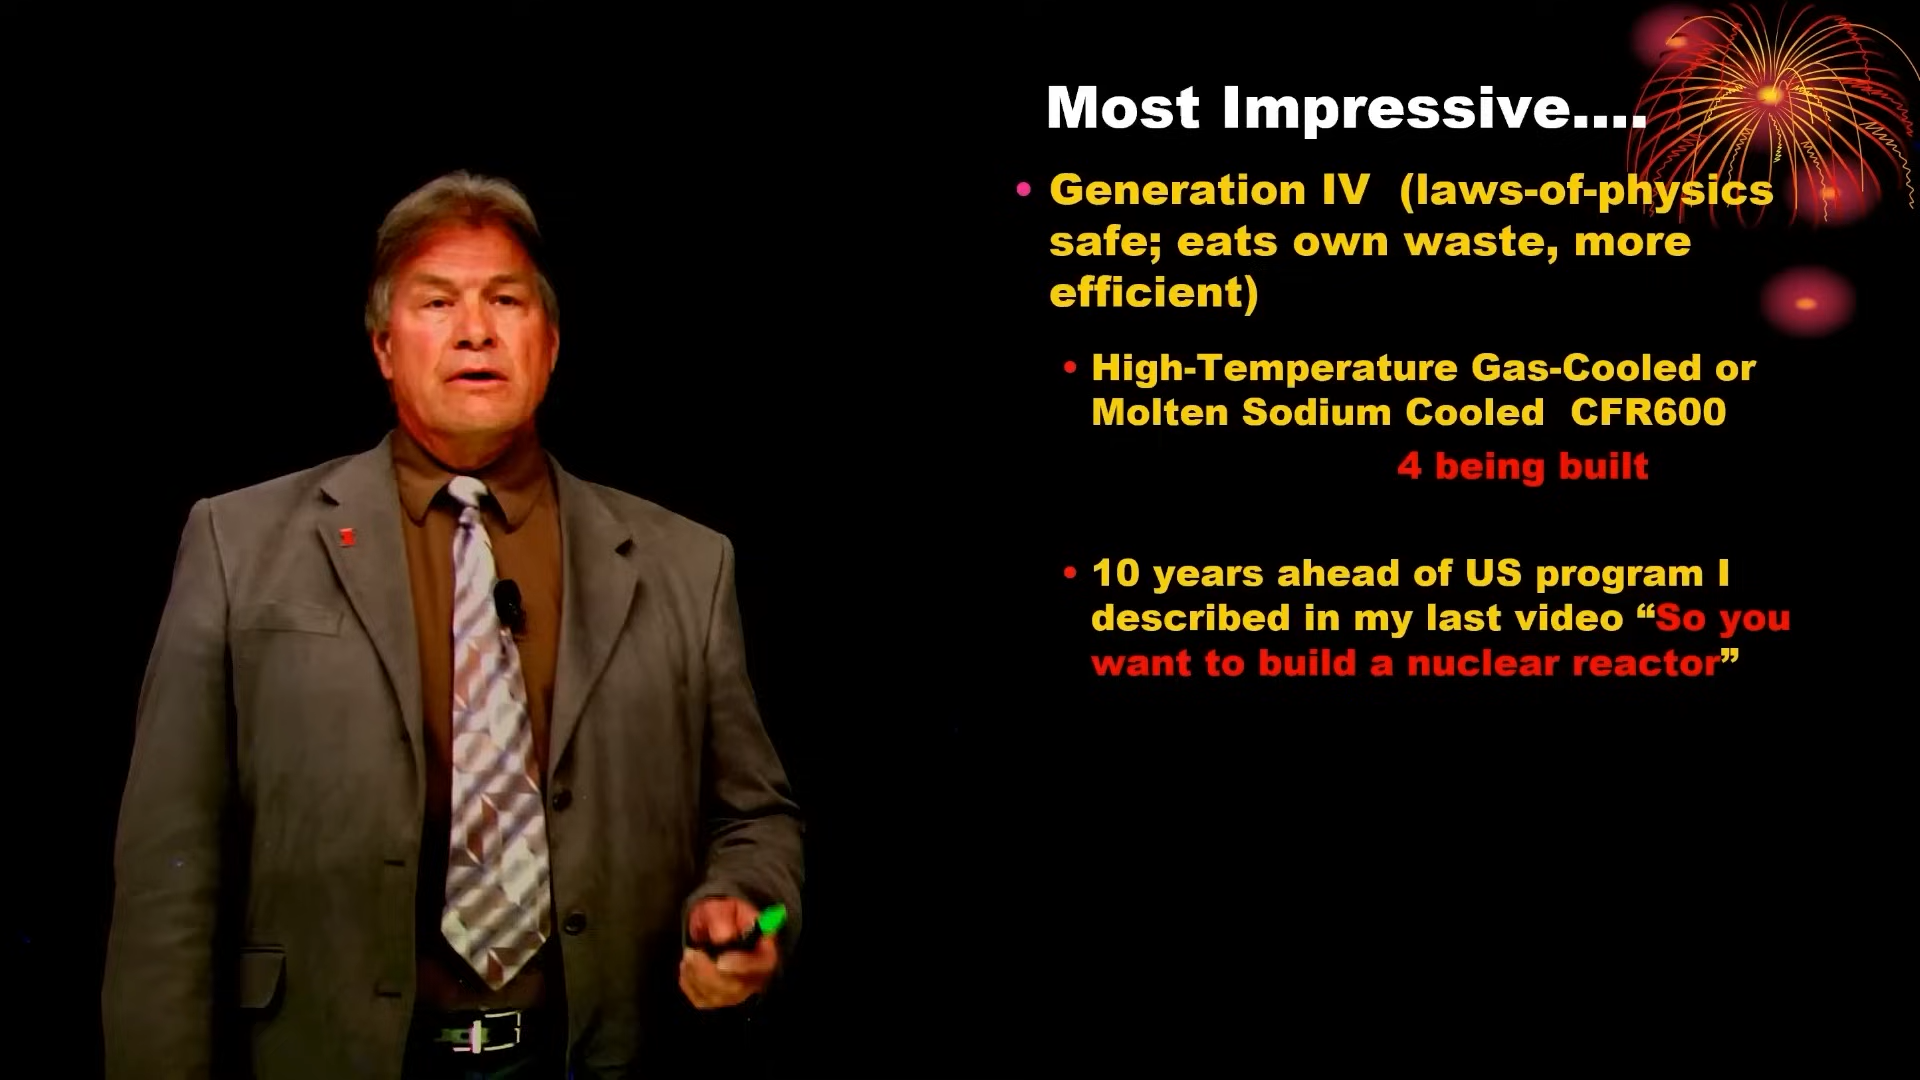 Most Impressive....
Generation IV (laws-of-physics
safe; eats own waste, more
efficient)
High-Temperature Gas-Cooled or
Molten Sodium Cooled CFR600
4 being built
10 years ahead of US program I
described in my last video “So you
want to build a nuclear reactor”